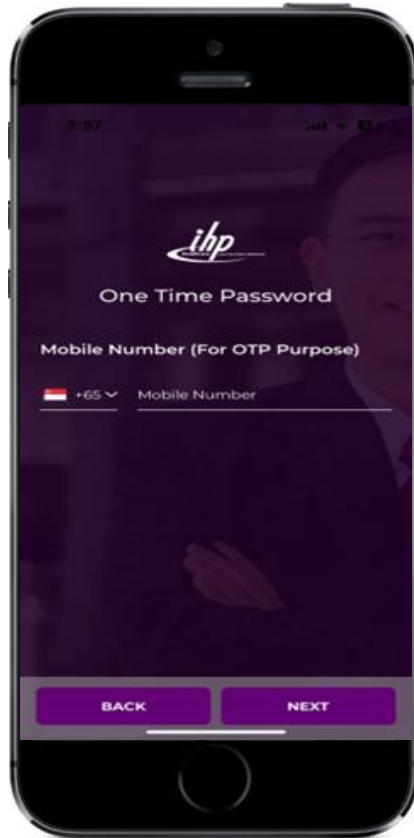 3:57
ihp
One Time Password
Mobile Number (For OTP Purpose)
+65 Mobile Number
BACK NEXT